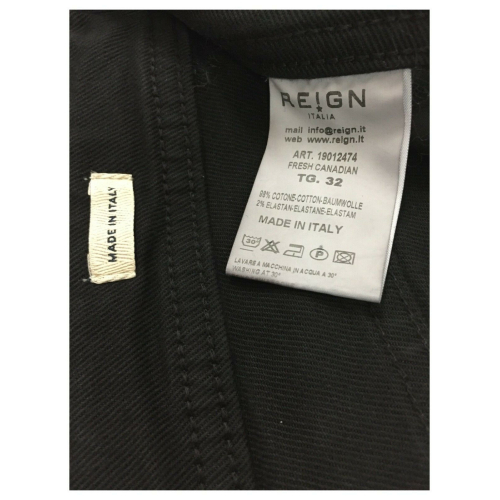 REIGN
ITALIA
mail info@reign.it
web www.reign.it
ART. 19012474
FRESH CANADIAN
TG. 32
98% COTONE-COTTON-BAUMWOLLE
2% ELASTAN-ELASTANE-ELASTAM
MADE IN ITALY
30°
P
LAVARE A MACCHINA IN ACQUA A 30°
WASHING AT 30°
MADE IN ITALY